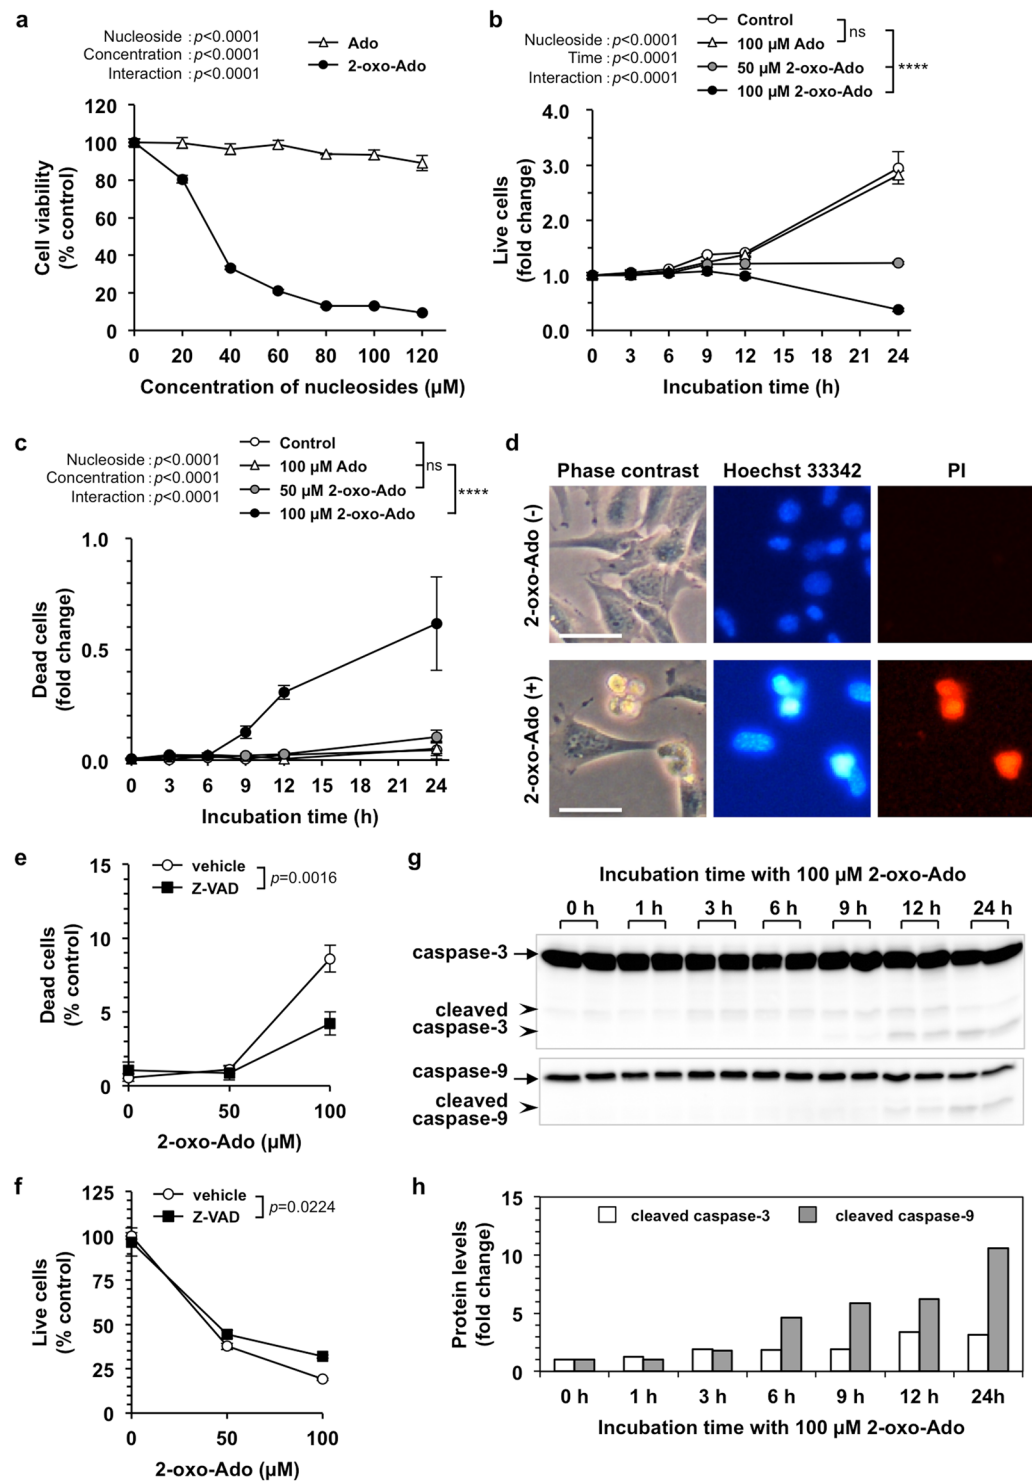 a
Nucleoside : p<0.0001
Concentration : p<0.0001
Interaction : p<0.0001
Ado
2-oxo-Ado
120
100
80
60
40
20
0
Cell viability
(% control)
0 20 40 60 80 100 120
Concentration of nucleosides (µM)
b
Nucleoside : p<0.0001
Time : p<0.0001
Interaction : p<0.0001
Control
100 µM Ado
50 µM 2-oxo-Ado
100 µM 2-oxo-Ado
ns
****
4.0
3.0
2.0
1.0
0.0
Live cells
(fold change)
0 3 6 9 12 15 18 21 24
Incubation time (h)
c
Nucleoside : p<0.0001
Concentration : p<0.0001
Interaction : p<0.0001
Control
100 µM Ado
50 µM 2-oxo-Ado
100 µM 2-oxo-Ado
ns
****
1.0
0.5
0.0
Dead cells
(fold change)
0 3 6 9 12 15 18 21 24
Incubation time (h)
d
Phase contrast Hoechst 33342 PI
2-oxo-Ado (-)
2-oxo-Ado (+)
e
vehicle
Z-VAD
p=0.0016
15
10
5
0
Dead cells
(% control)
0 50 100
2-oxo-Ado (µM)
f
vehicle
Z-VAD
p=0.0224
125
100
75
50
25
0
Live cells
(% control)
0 50 100
2-oxo-Ado (µM)
g
Incubation time with 100 µM 2-oxo-Ado
0 h 1 h 3 h 6 h 9 h 12 h 24 h
caspase-3
cleaved
caspase-3
caspase-9
cleaved
caspase-9
h
15
10
5
0
Protein levels
(fold change)
cleaved caspase-3 cleaved caspase-9
0 h 1 h 3 h 6 h 9 h 12 h 24h
Incubation time with 100 µM 2-oxo-Ado